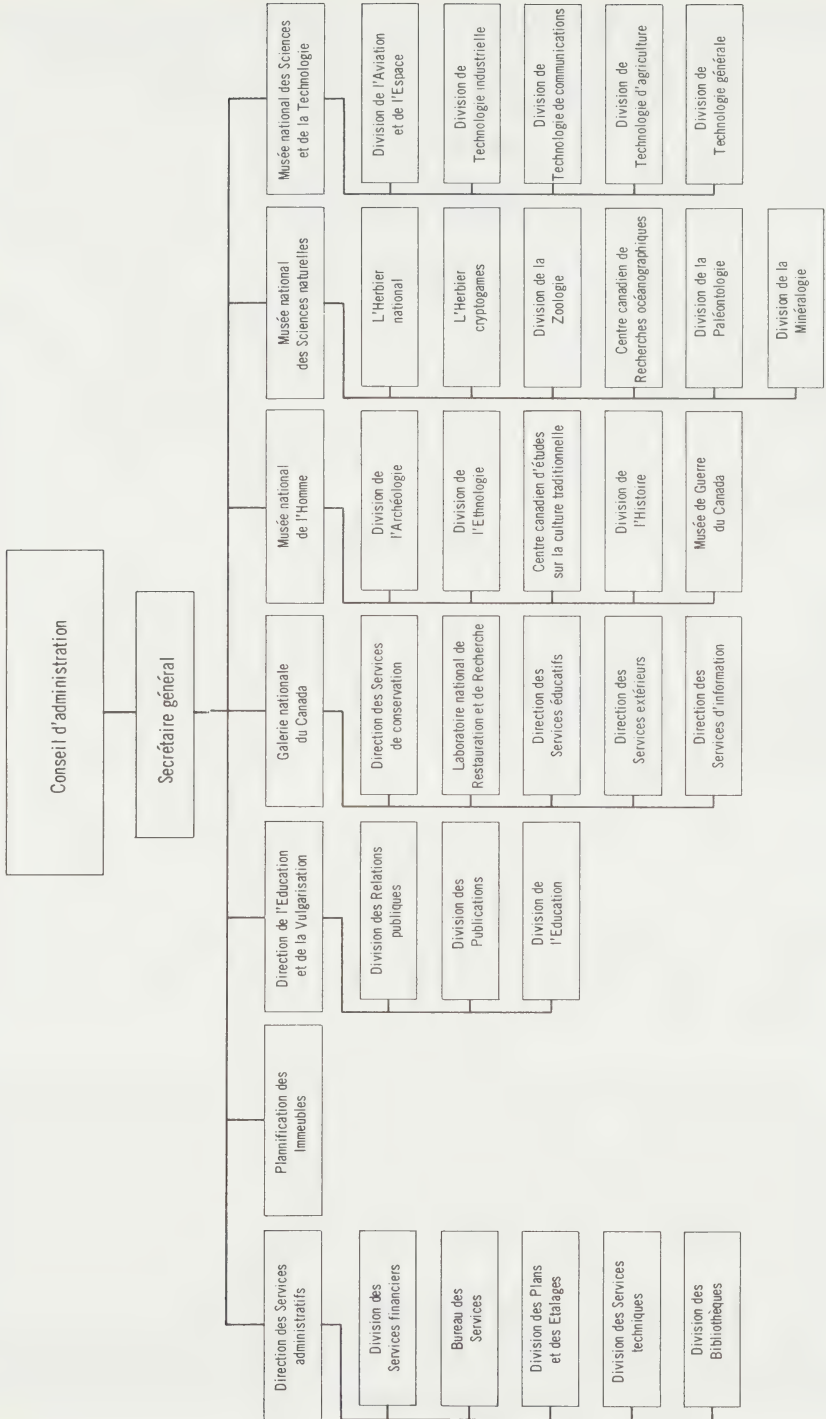 Conseil d'administration
Secrétaire général
Direction des Services
administratifs
Division des
Services financiers
Bureau des
Services
Division des Plans
et des Etalages
Division des Services
techniques
Division des
Bibliothèques
Plannification des
Immeubles
Direction de l'Education
et de la Vulgarisation
Division des Relations
publiques
Division des
Publications
Division de
l'Education
Galerie nationale
du Canada
Direction des Services
de conservation
Laboratoire national de
Restauration et de Recherche
Direction des
Services éducatifs
Direction des
Services extérieurs
Direction des
Services d'information
Musée national
de l'Homme
Division de
l'Archéologie
Division de
l'Ethnologie
Centre canadien d'études
sur la culture traditionnelle
Division de
l'Histoire
Musée de Guerre
du Canada
Musée national
des Sciences naturelles
L'Herbier
national
L'Herbier
cryptogames
Division de la
Zoologie
Centre canadien de
Recherches océanographiques
Division de la
Paléontologie
Division de la
Minéralogie
Musée national des Sciences
et de la Technologie
Division de l'Aviation
et de l'Espace
Division de
Technologie industrielle
Division de
Technologie de communications
Division de
Technologie d'agriculture
Division de
Technologie générale